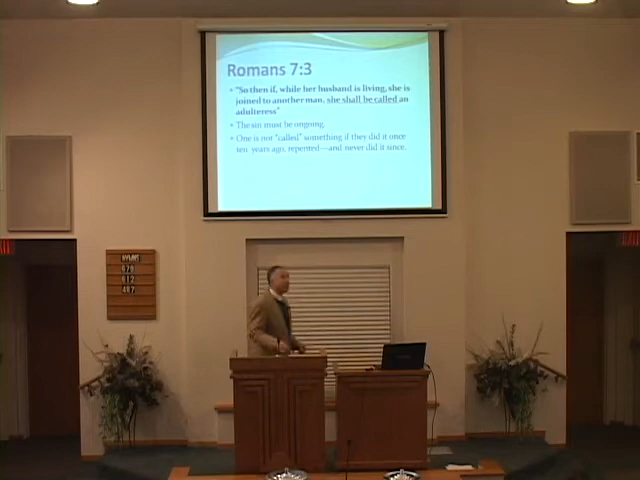 Romans 7:3
• "So then if, while her husband is living, she is
joined to another man, she shall be called an
adulteress"
• The sin must be ongoing
• One is not "called" something if they did it once
ten years ago, repented—and never did it since.
HYMNS